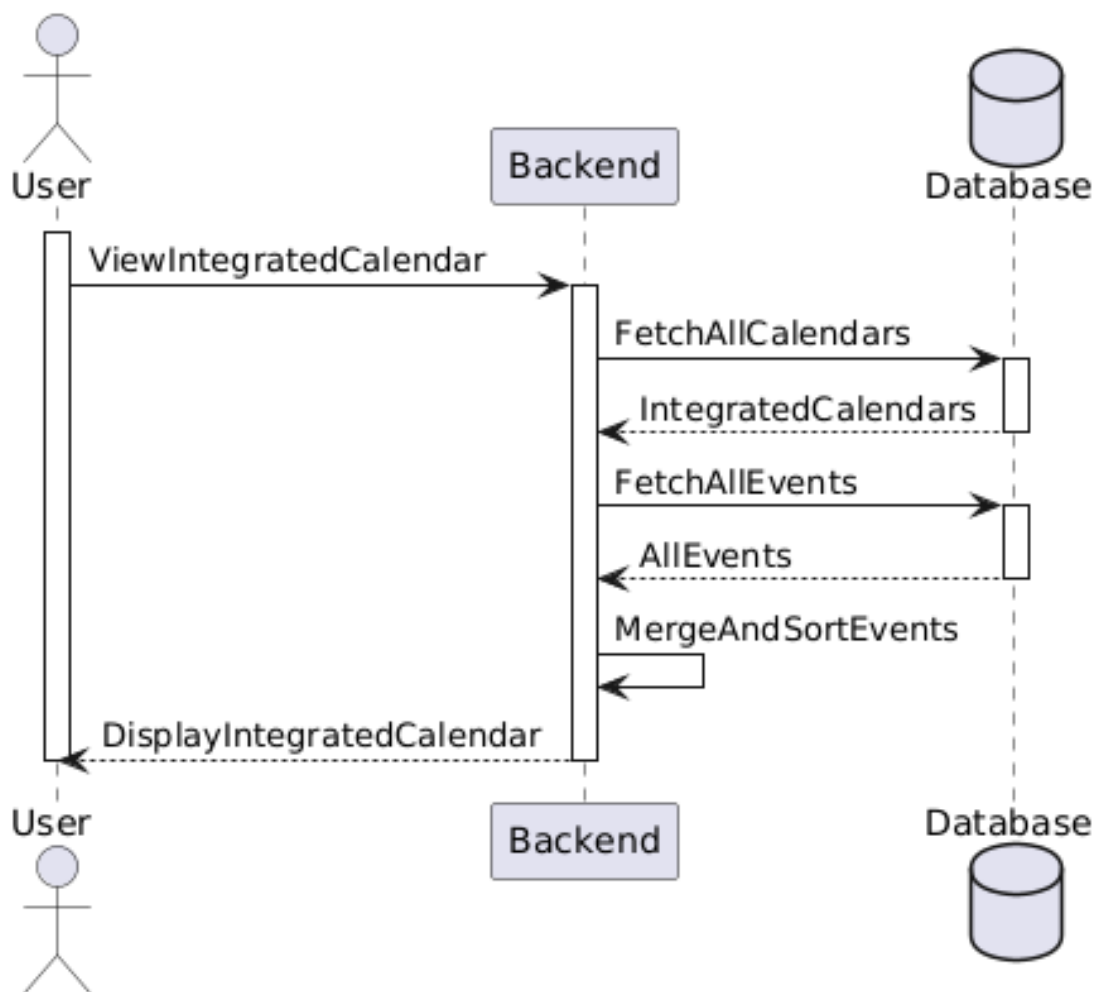 User
Backend
Database
ViewIntegratedCalendar
FetchAllCalendars
IntegratedCalendars
FetchAllEvents
AllEvents
MergeAndSortEvents
DisplayIntegratedCalendar
User
Backend
Database